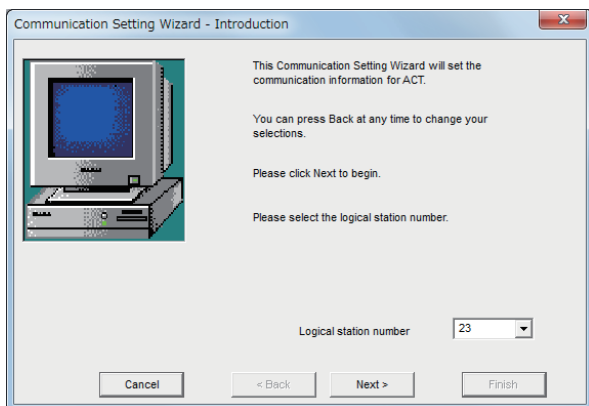 Communication Setting Wizard - Introduction
This Communication Setting Wizard will set the
communication information for ACT.
You can press Back at any time to change your
selections.
Please click Next to begin.
Please select the logical station number.
Logical station number 23
Cancel < Back Next > Finish